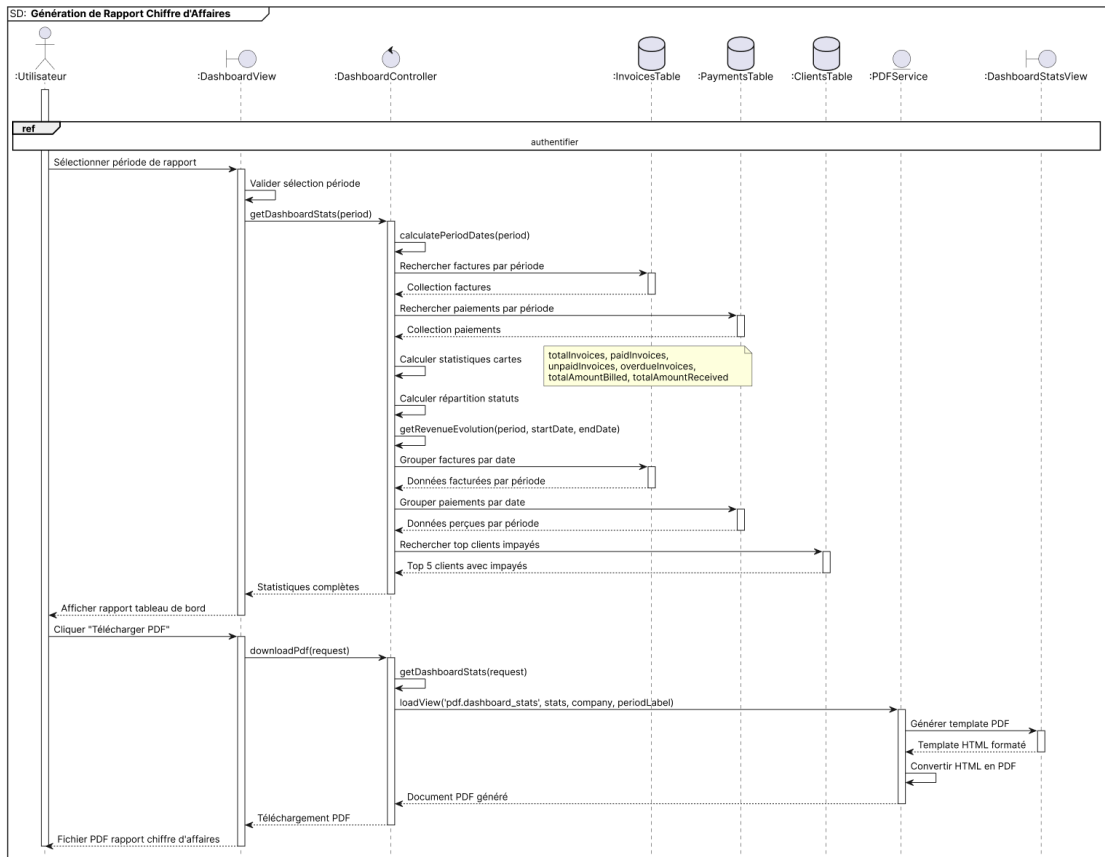 SD: Génération de Rapport Chiffre d'Affaires
:Utilisateur
:DashboardView
:DashboardController
:InvoicesTable
:PaymentsTable
:ClientsTable
:PDFService
:DashboardStatsView
ref
authentifier
Sélectionner période de rapport
Valider sélection période
getDashboardStats(period)
calculatePeriodDates(period)
Rechercher factures par période
Collection factures
Rechercher paiements par période
Collection paiements
Calculer statistiques cartes
totalInvoices, paidInvoices,
unpaidInvoices, overdueInvoices,
totalAmountBilled, totalAmountReceived
Calculer répartition statuts
getRevenueEvolution(period, startDate, endDate)
Grouper factures par date
Données facturées par période
Grouper paiements par date
Données perçues par période
Rechercher top clients impayés
Top 5 clients avec impayés
Statistiques complètes
Afficher rapport tableau de bord
Cliquer "Télécharger PDF"
downloadPdf(request)
getDashboardStats(request)
loadView('pdf.dashboard_stats', stats, company, periodLabel)
Générer template PDF
Template HTML formaté
Convertir HTML en PDF
Document PDF généré
Téléchargement PDF
Fichier PDF rapport chiffre d'affaires